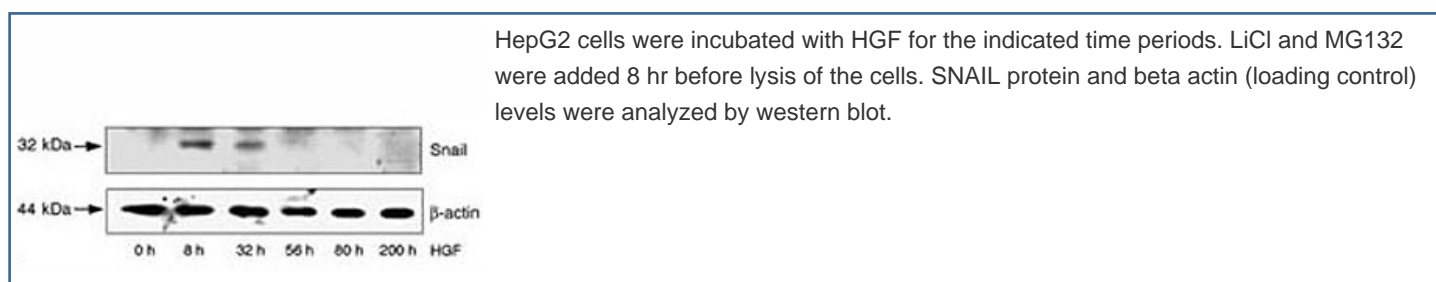 HepG2 cells were incubated with HGF for the indicated time periods. LiCl and MG132
were added 8 hr before lysis of the cells. SNAIL protein and beta actin (loading control)
levels were analyzed by western blot.
32 kDa Snail
44 kDa β-actin
0 h 8 h 32 h 56 h 80 h 200 h HGF